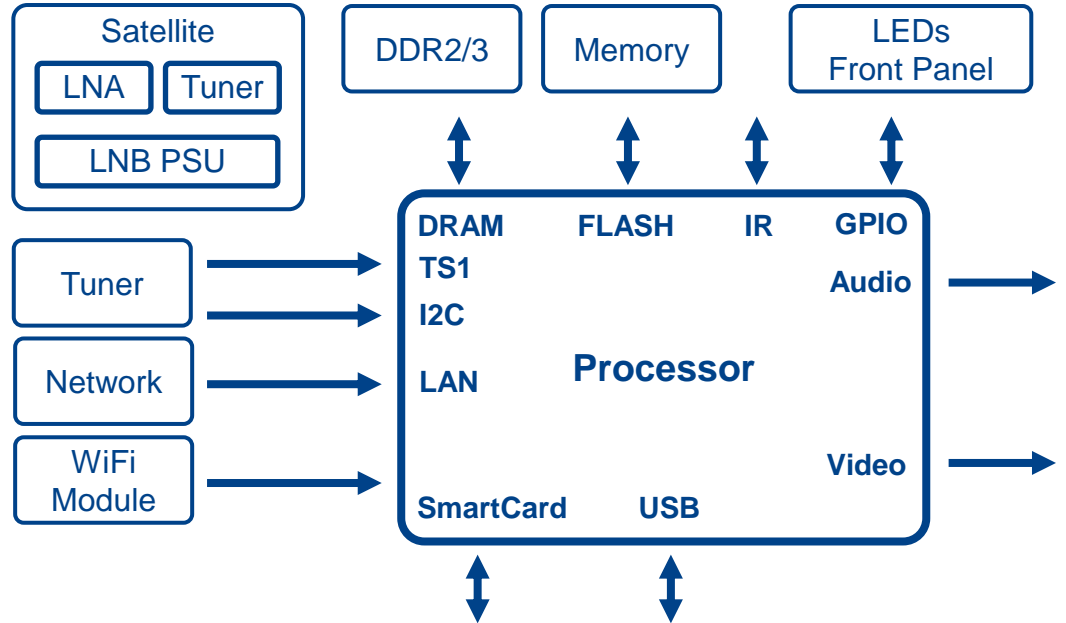 Satellite
LNA
Tuner
LNB PSU
DDR2/3
Memory
LEDs
Front Panel
DRAM
FLASH
IR
GPIO
TS1
Audio
Tuner
I2C
Network
LAN
Processor
WiFi
Module
Video
SmartCard
USB